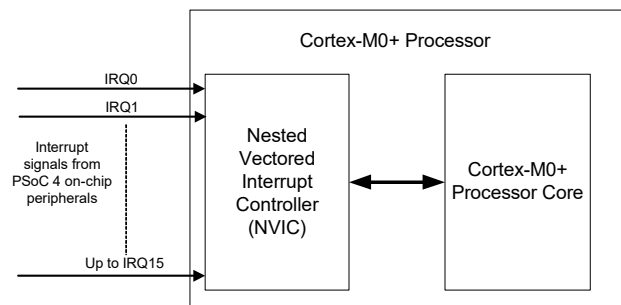 Cortex-M0+ Processor
IRQ0
IRQ1
Interrupt
signals from
PSoC 4 on-chip
peripherals
Up to IRQ15
Nested
Vectored
Interrupt
Controller
(NVIC)
Cortex-M0+
Processor Core